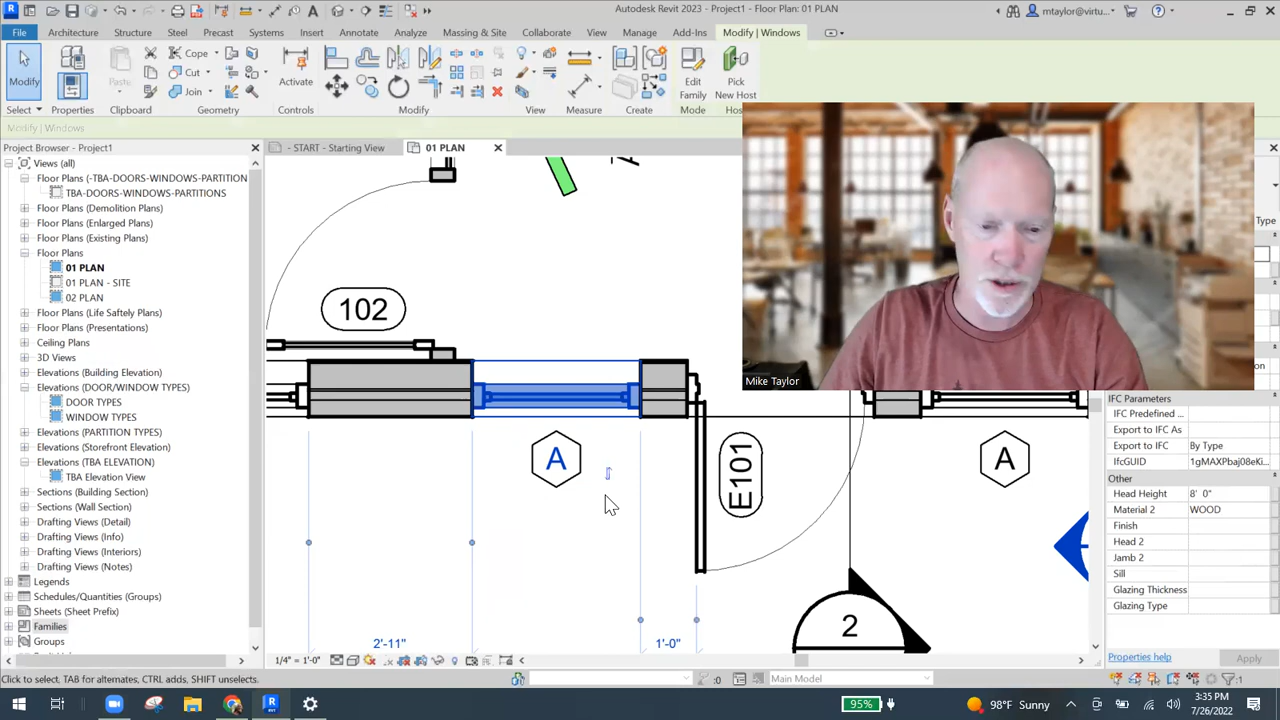 Autodesk Revit 2023 - Project1 - Floor Plan: 01 PLAN
mtaylor@virtu...
File Architecture Structure Steel Precast Systems Insert Annotate Analyze Massing & Site Collaborate View Manage Add-Ins Modify | Windows
Modify
Paste
Cope
Cut
Join
Activate
Edit
Family
Pick
New Host
Select Properties Clipboard Geometry Controls Modify View Measure Create Mode Hos
Modify | Windows
Project Browser - Project1
- START - Starting View
01 PLAN
Views (all)
Floor Plans (-TBA-DOORS-WINDOWS-PARTITION
TBA-DOORS-WINDOWS-PARTITIONS
Floor Plans (Demolition Plans)
Floor Plans (Enlarged Plans)
Floor Plans (Existing Plans)
Floor Plans
01 PLAN
01 PLAN - SITE
02 PLAN
Floor Plans (Life Saftely Plans)
Floor Plans (Presentations)
Ceiling Plans
3D Views
Elevations (Building Elevation)
Elevations (DOOR/WINDOW TYPES)
DOOR TYPES
WINDOW TYPES
Elevations (PARTITION TYPES)
Elevations (Storefront Elevation)
Elevations (TBA ELEVATION)
TBA Elevation View
Sections (Building Section)
Sections (Wall Section)
Drafting Views (Detail)
Drafting Views (Info)
Drafting Views (Interiors)
Drafting Views (Notes)
Legends
Schedules/Quantities (Groups)
Sheets (Sheet Prefix)
Families
Groups
102
A
E101
A
2
2'-11"
1'-0"
Mike Taylor
IFC Parameters
IFC Predefined ...
Export to IFC As
Export to IFC By Type
IfcGUID 1gMAXPbaj08eKi...
Other
Head Height 8' 0"
Material 2 WOOD
Finish
Head 2
Jamb 2
Sill
Glazing Thickness
Glazing Type
Properties help
Apply
1/4" = 1'-0"
Click to select, TAB for alternates, CTRL adds, SHIFT unselects.
:0
Main Model
:1
95%
98°F Sunny
3:35 PM
7/26/2022